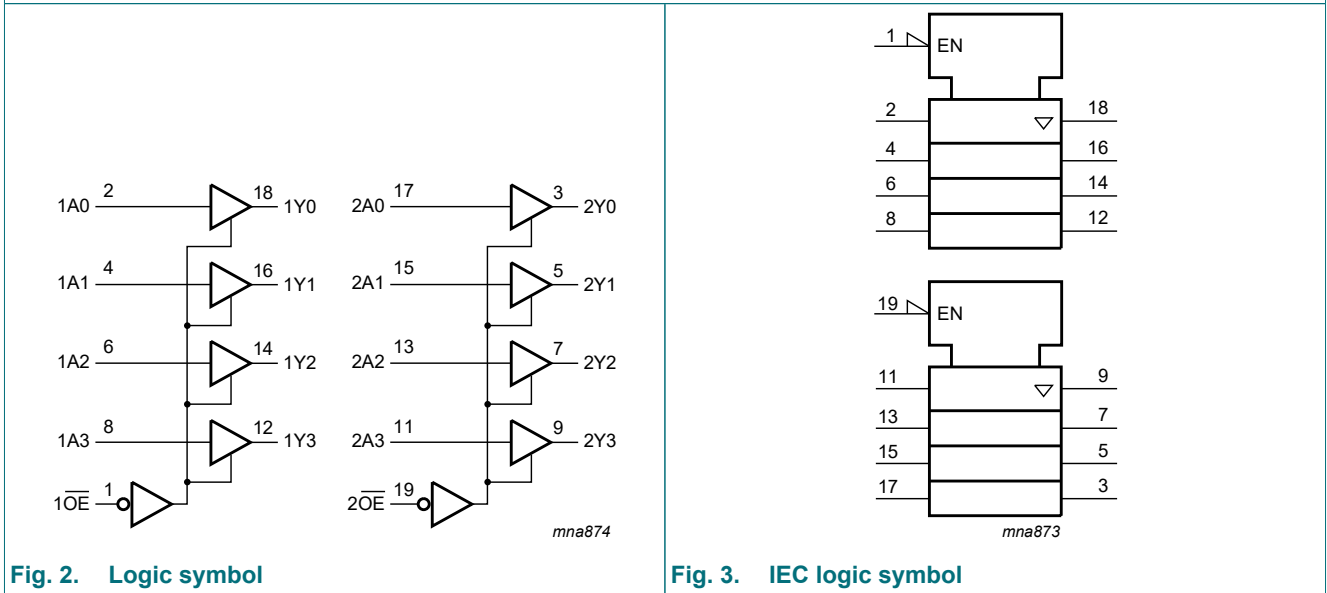 1A0 2 18 1Y0
1A1 4 16 1Y1
1A2 6 14 1Y2
1A3 8 12 1Y3
1O̅E̅ 1
2A0 17 3 2Y0
2A1 15 5 2Y1
2A2 13 7 2Y2
2A3 11 9 2Y3
2O̅E̅ 19
mna874
Fig. 2. Logic symbol
1 EN
2 18
4 16
6 14
8 12
19 EN
11 9
13 7
15 5
17 3
mna873
Fig. 3. IEC logic symbol